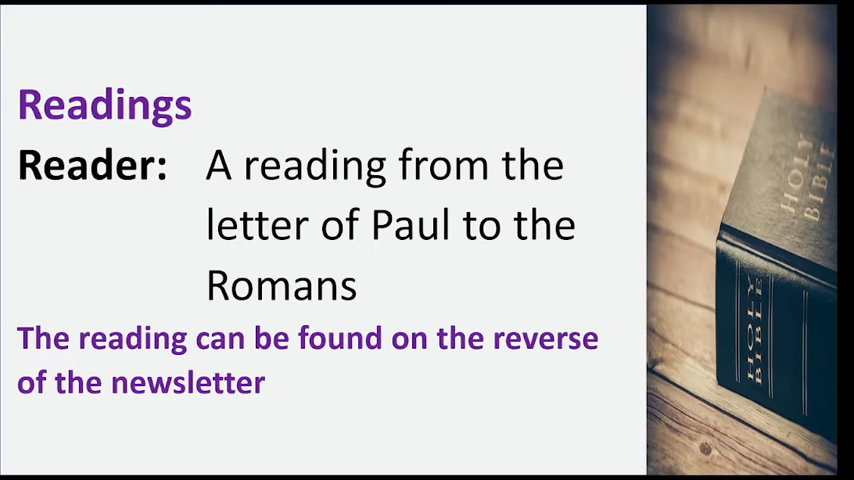 Readings
Reader: A reading from the
letter of Paul to the
Romans
The reading can be found on the reverse
of the newsletter
HOLY
BIBLE
HOLY
BIBLE